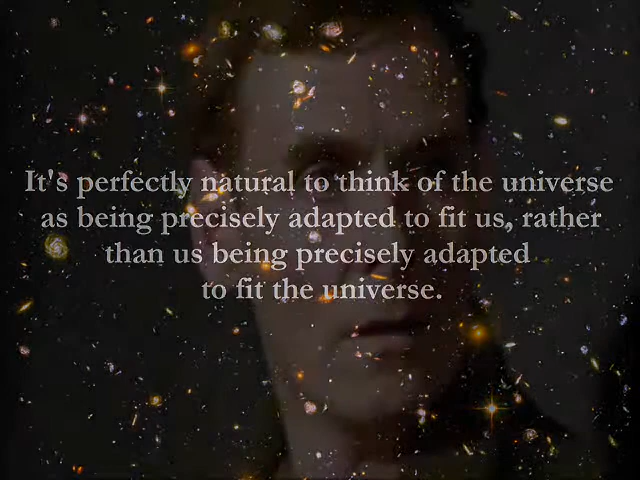 It's perfectly natural to think of the universe
as being precisely adapted to fit us, rather
than us being precisely adapted
to fit the universe.